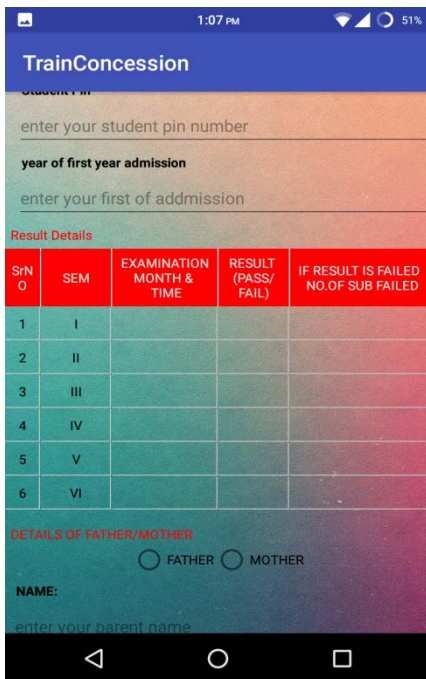 1:07 PM 51%
TrainConcession
Student Pin
enter your student pin number
year of first year admission
enter your first of addmission
Result Details
SrN
O
SEM
EXAMINATION
MONTH &
TIME
RESULT
(PASS/
FAIL)
IF RESULT IS FAILED
NO.OF SUB FAILED
1 I
2 II
3 III
4 IV
5 V
6 VI
DETAILS OF FATHER/MOTHER
FATHER MOTHER
NAME:
enter your parent name